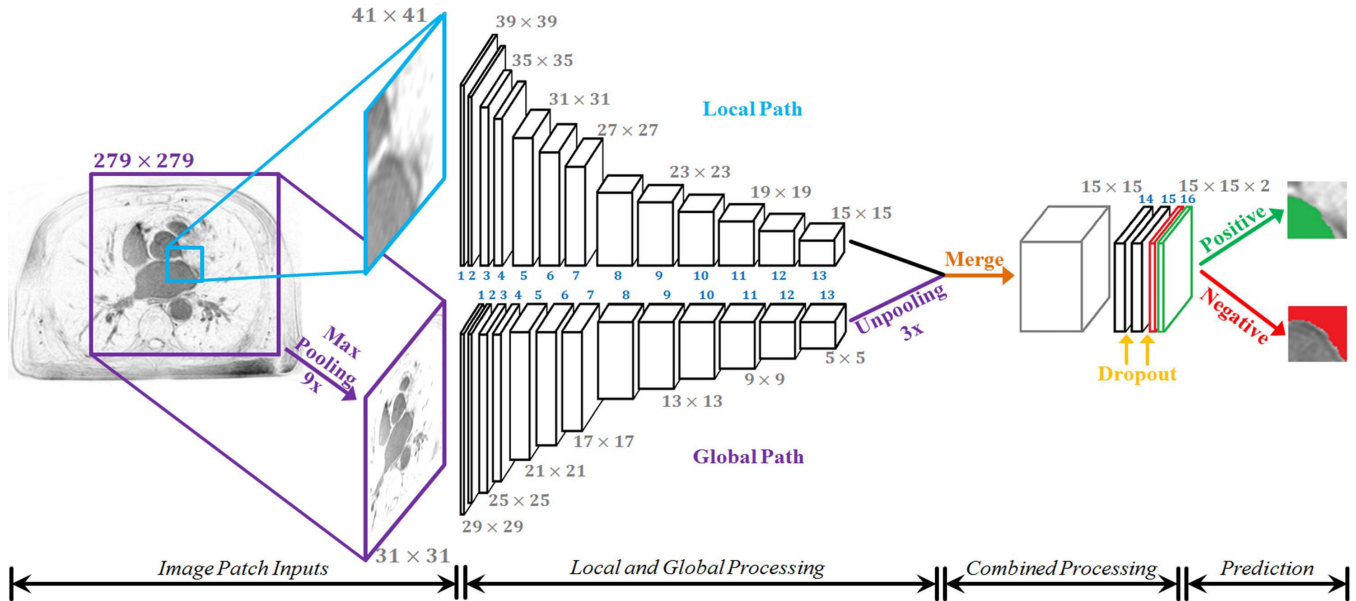 41 × 41
279 × 279
Max
Pooling
9x
31 × 31
39 × 39
35 × 35
31 × 31
27 × 27
23 × 23
19 × 19
15 × 15
Local Path
1 2 3 4 5 6 7 8 9 10 11 12 13
1 2 3 4 5 6 7 8 9 10 11 12 13
29 × 29
25 × 25
21 × 21
17 × 17
13 × 13
9 × 9
5 × 5
Global Path
Unpooling
3x
Merge
15 × 15
15 × 15 × 2
14 15 16
Dropout
Positive
Negative
Image Patch Inputs
Local and Global Processing
Combined Processing
Prediction